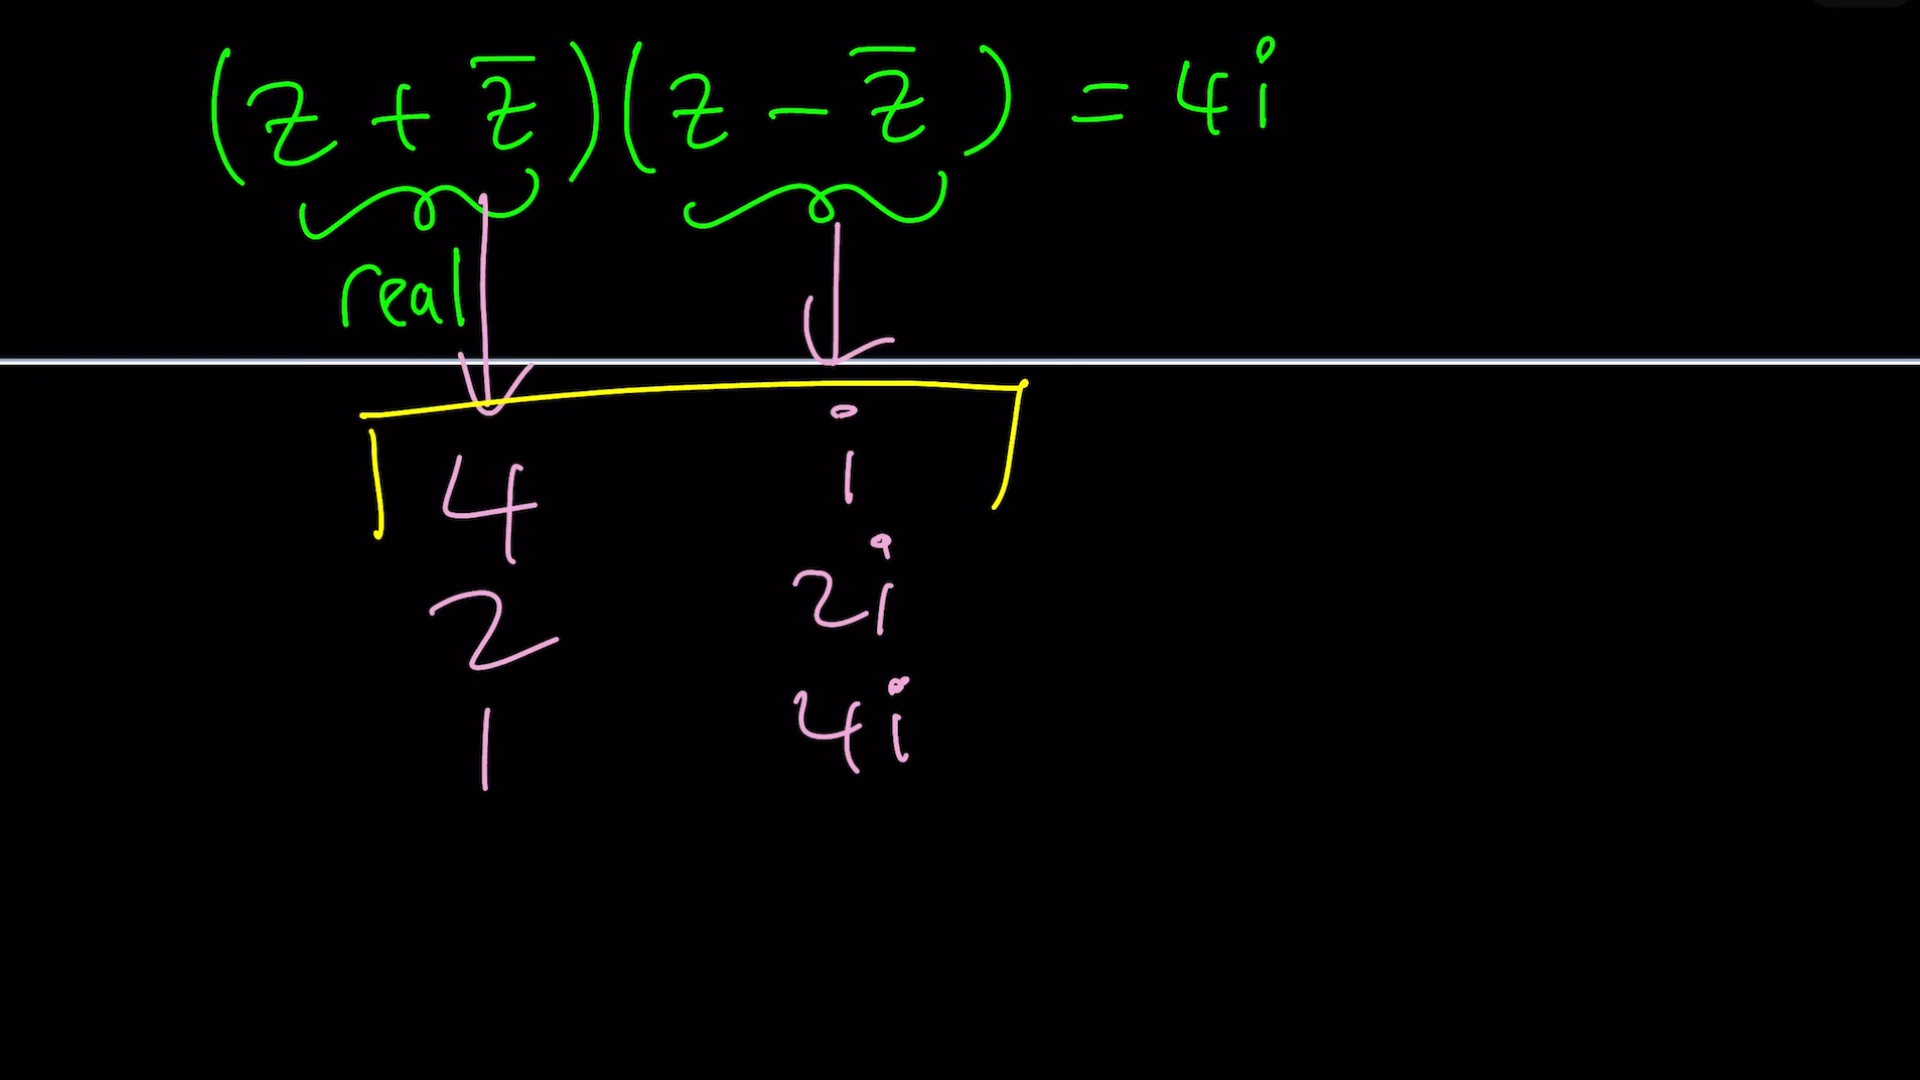 (z + z̅)(z - z̅) = 4i
real
4 i
2 2i
1 4i